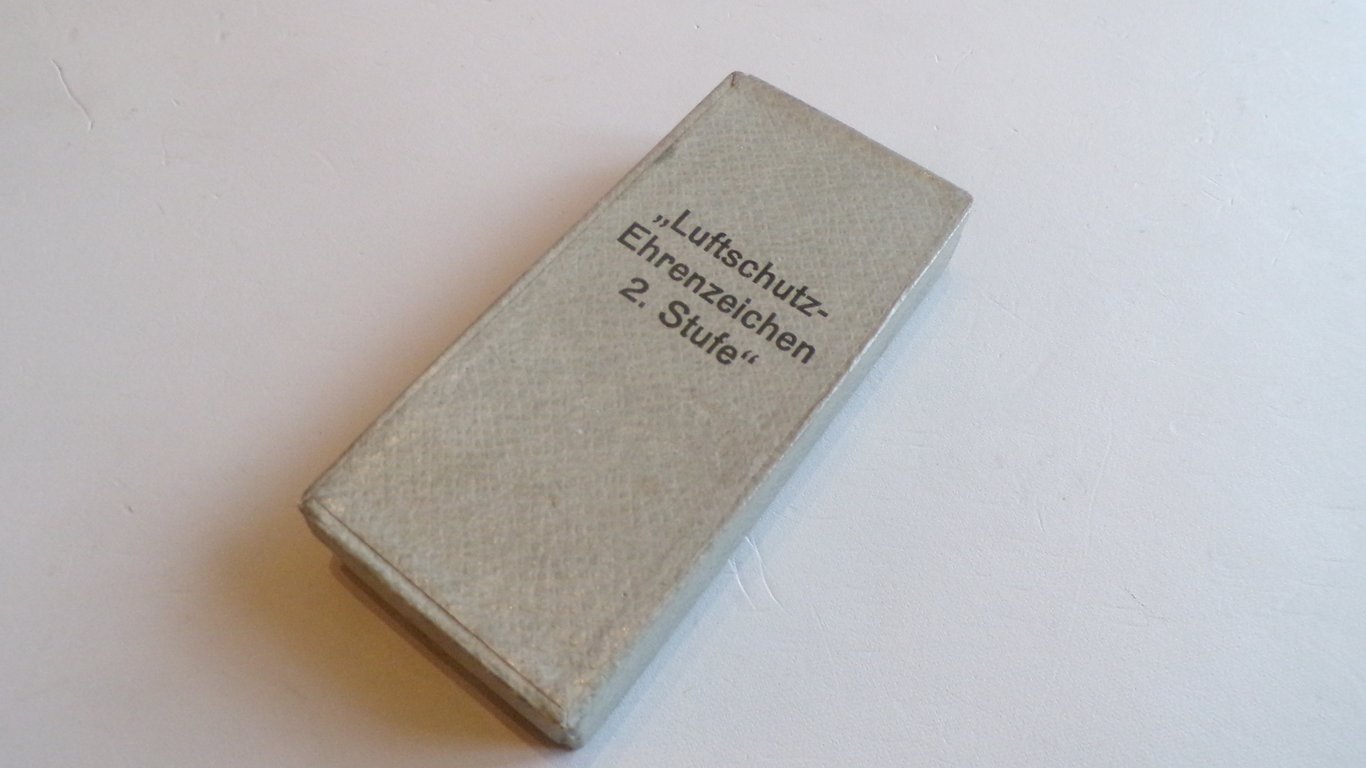 „Luftschutz-
Ehrenzeichen
2. Stufe“